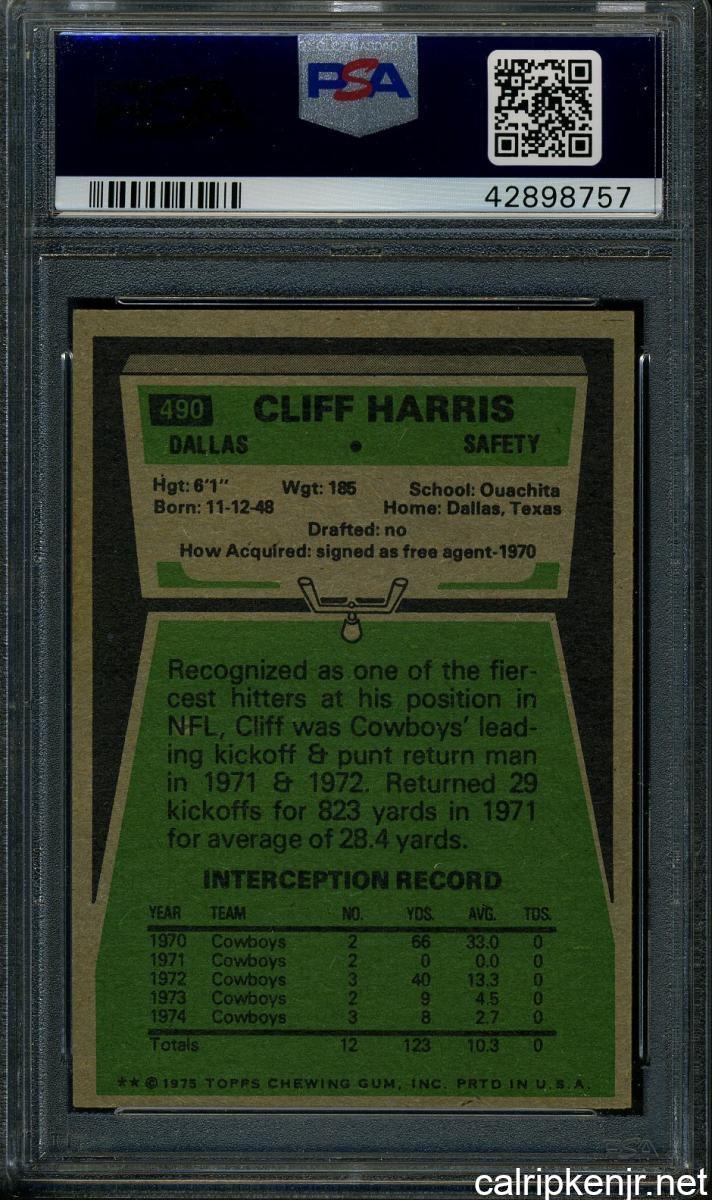 PSA
42898757
490 CLIFF HARRIS
DALLAS • SAFETY
Hgt: 6'1" Wgt: 185 School: Ouachita
Born: 11-12-48 Home: Dallas, Texas
Drafted: no
How Acquired: signed as free agent-1970
Recognized as one of the fier-
cest hitters at his position in
NFL, Cliff was Cowboys' lead-
ing kickoff & punt return man
in 1971 & 1972. Returned 29
kickoffs for 823 yards in 1971
for average of 28.4 yards.
INTERCEPTION RECORD
YEAR TEAM NO. YDS. AVG. TDS.
1970 Cowboys 2 66 33.0 0
1971 Cowboys 2 0 0.0 0
1972 Cowboys 3 40 13.3 0
1973 Cowboys 2 9 4.5 0
1974 Cowboys 3 8 2.7 0
Totals 12 123 10.3 0
** © 1975 TOPPS CHEWING GUM, INC. PRTD IN U.S.A.
PSA
calripkenjr.net